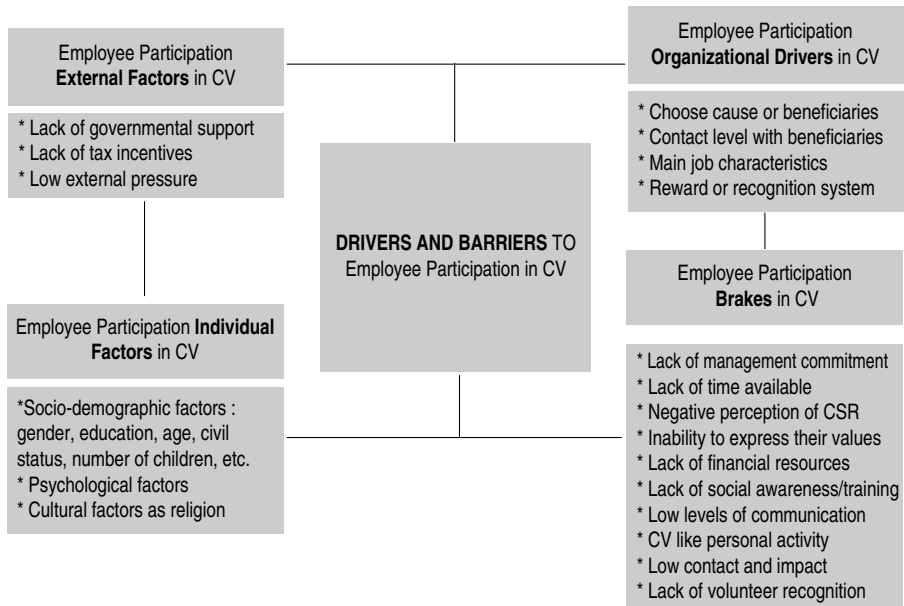 Employee Participation
External Factors in CV
* Lack of governmental support
* Lack of tax incentives
* Low external pressure
Employee Participation Individual
Factors in CV
*Socio-demographic factors :
gender, education, age, civil
status, number of children, etc.
* Psychological factors
* Cultural factors as religion
DRIVERS AND BARRIERS TO
Employee Participation in CV
Employee Participation
Organizational Drivers in CV
* Choose cause or beneficiaries
* Contact level with beneficiaries
* Main job characteristics
* Reward or recognition system
Employee Participation
Brakes in CV
* Lack of management commitment
* Lack of time available
* Negative perception of CSR
* Inability to express their values
* Lack of financial resources
* Lack of social awareness/training
* Low levels of communication
* CV like personal activity
* Low contact and impact
* Lack of volunteer recognition